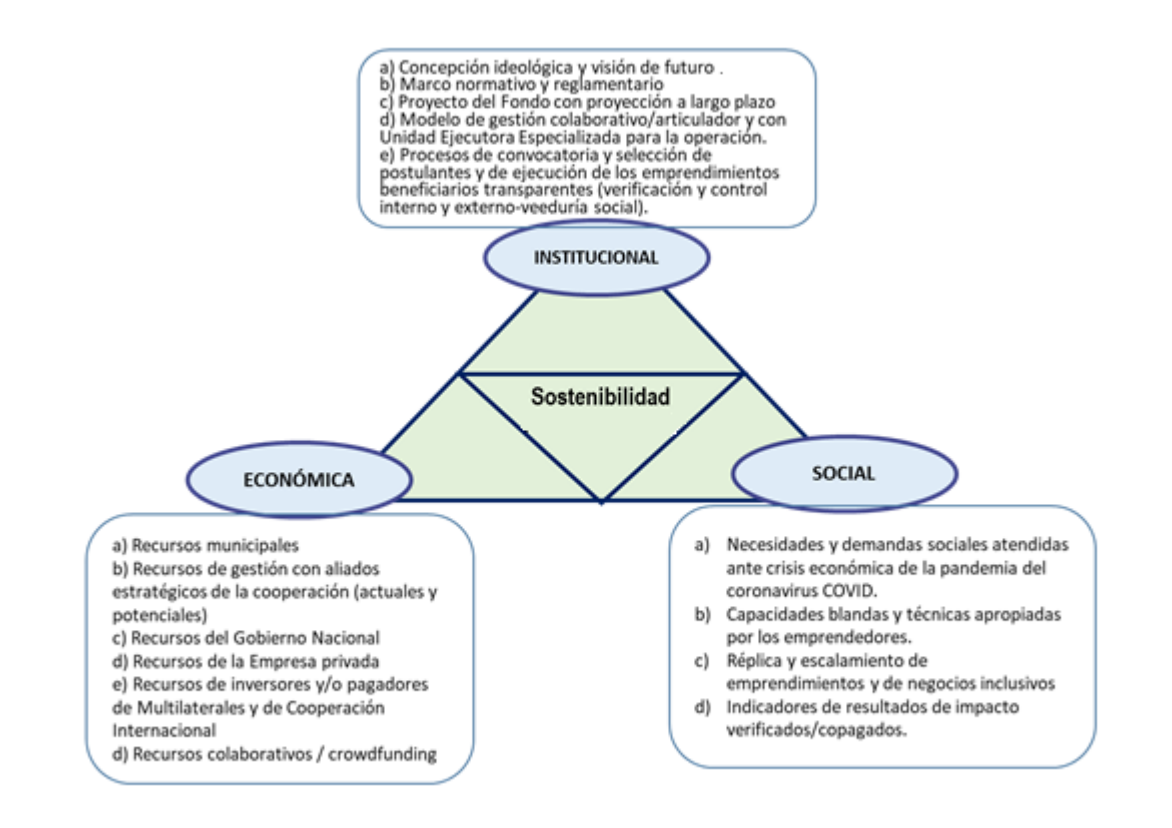 a) Concepción ideológica y visión de futuro .
b) Marco normativo y reglamentario
c) Proyecto del Fondo con proyección a largo plazo
d) Modelo de gestión colaborativo/articulador y con
Unidad Ejecutora Especializada para la operación.
e) Procesos de convocatoria y selección de
postulantes y de ejecución de los emprendimientos
beneficiarios transparentes (verificación y control
interno y externo-veeduría social).
INSTITUCIONAL
Sostenibilidad
ECONÓMICA
a) Recursos municipales
b) Recursos de gestión con aliados
estratégicos de la cooperación (actuales y
potenciales)
c) Recursos del Gobierno Nacional
d) Recursos de la Empresa privada
e) Recursos de inversores y/o pagadores
de Multilaterales y de Cooperación
Internacional
d) Recursos colaborativos / crowdfunding
SOCIAL
a) Necesidades y demandas sociales atendidas
ante crisis económica de la pandemia del
coronavirus COVID.
b) Capacidades blandas y técnicas apropiadas
por los emprendedores.
c) Réplica y escalamiento de
emprendimientos y de negocios inclusivos
d) Indicadores de resultados de impacto
verificados/copagados.